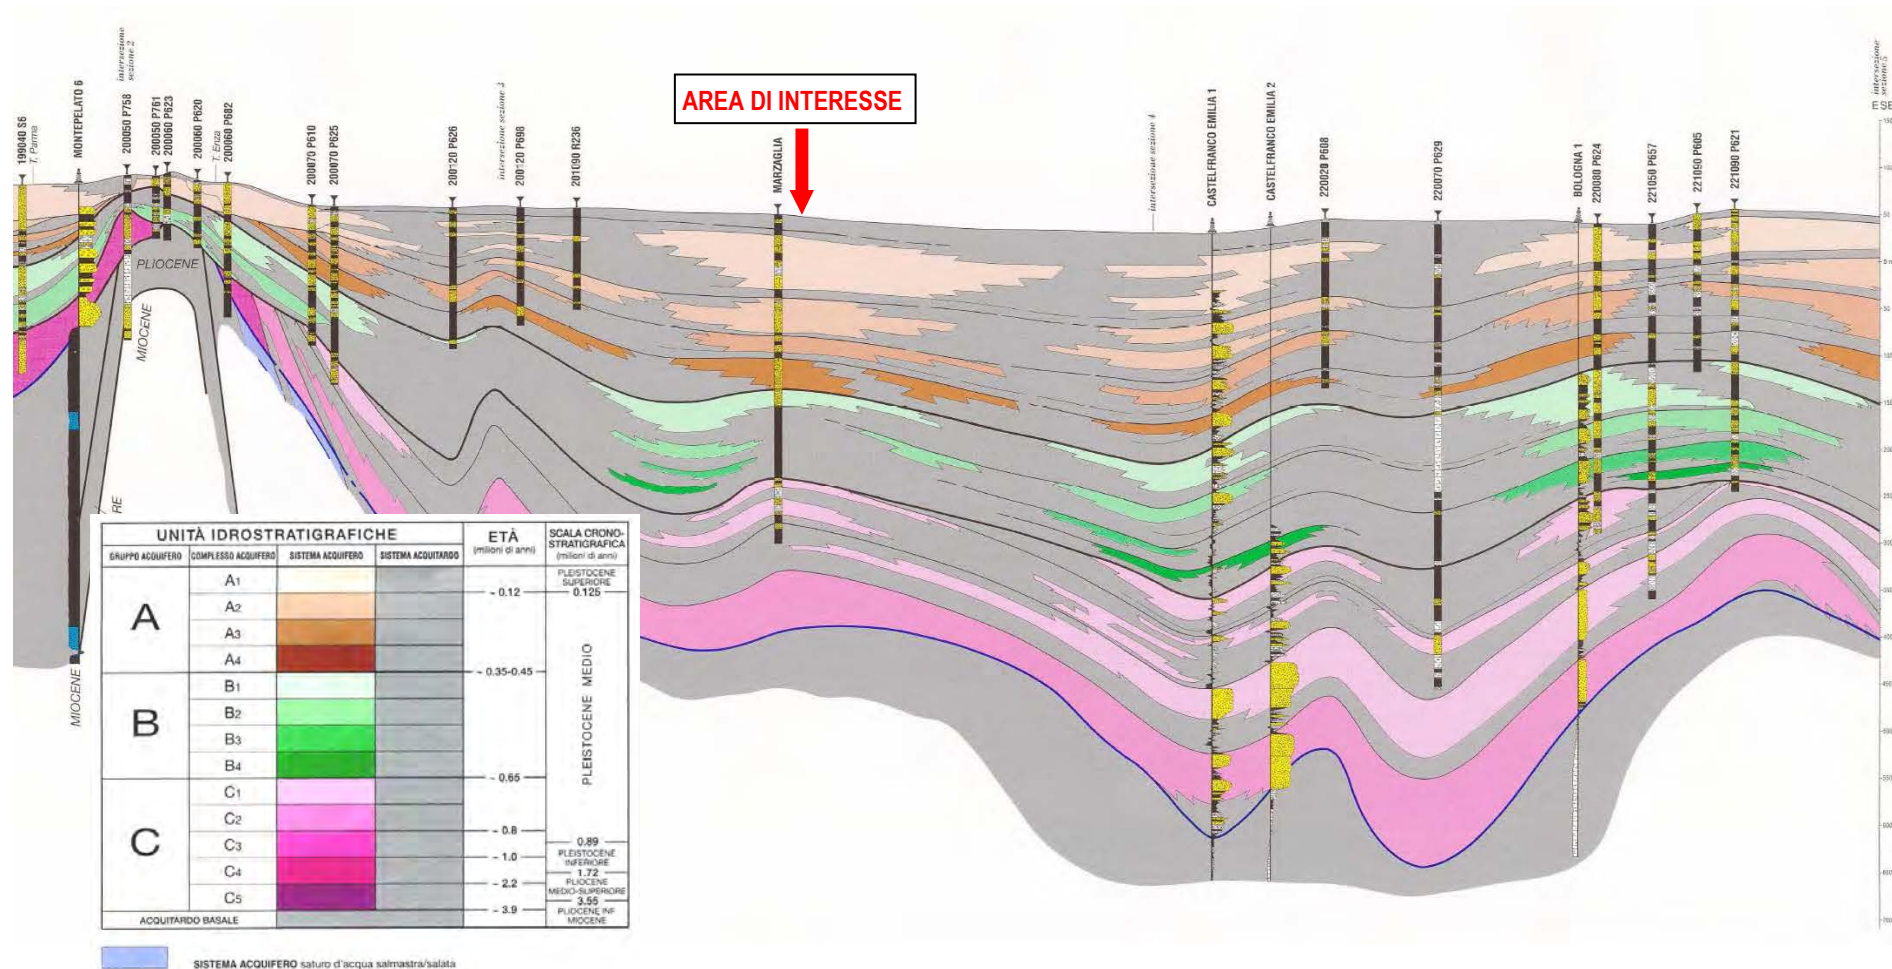 intersezione
sezione 2
199040 S6
T. Parma
MONTEPELATO 6
200050 P758
200050 P761
200060 P623
200060 P620
T. Enza
200060 P682
200070 P610
200070 P625
200120 P626
intersezione sezione 3
200120 P698
201090 R236
AREA DI INTERESSE
MARZAGLIA
intersezione sezione 4
CASTELFRANCO EMILIA 1
CASTELFRANCO EMILIA 2
220020 P608
220070 P629
BOLOGNA 1
220080 P624
221050 P657
221090 P605
221090 P621
intersezione
sezione 5
E SE
PLIOCENE
MIOCENE
RE
MIOCENE
UNITÀ IDROSTRATIGRAFICHE
ETÀ
(milioni di anni)
SCALA CRONO-
STRATIGRAFICA
(milioni di anni)
GRUPPO ACQUIFERO COMPLESSO ACQUIFERO SISTEMA ACQUIFERO SISTEMA ACQUITARDO
A
A1
A2
A3
A4
B
B1
B2
B3
B4
C
C1
C2
C3
C4
C5
ACQUITARDO BASALE
~ 0.12
~ 0.35-0.45
~ 0.65
~ 0.8
~ 1.0
~ 2.2
~ 3.9
PLEISTOCENE
SUPERIORE
0.125
PLEISTOCENE MEDIO
0.89
PLEISTOCENE
INFERIORE
1.72
PLIOCENE
MEDIO-SUPERIORE
3.55
PLIOCENE INF
MIOCENE
SISTEMA ACQUIFERO saturo d'acqua salmastra/salata